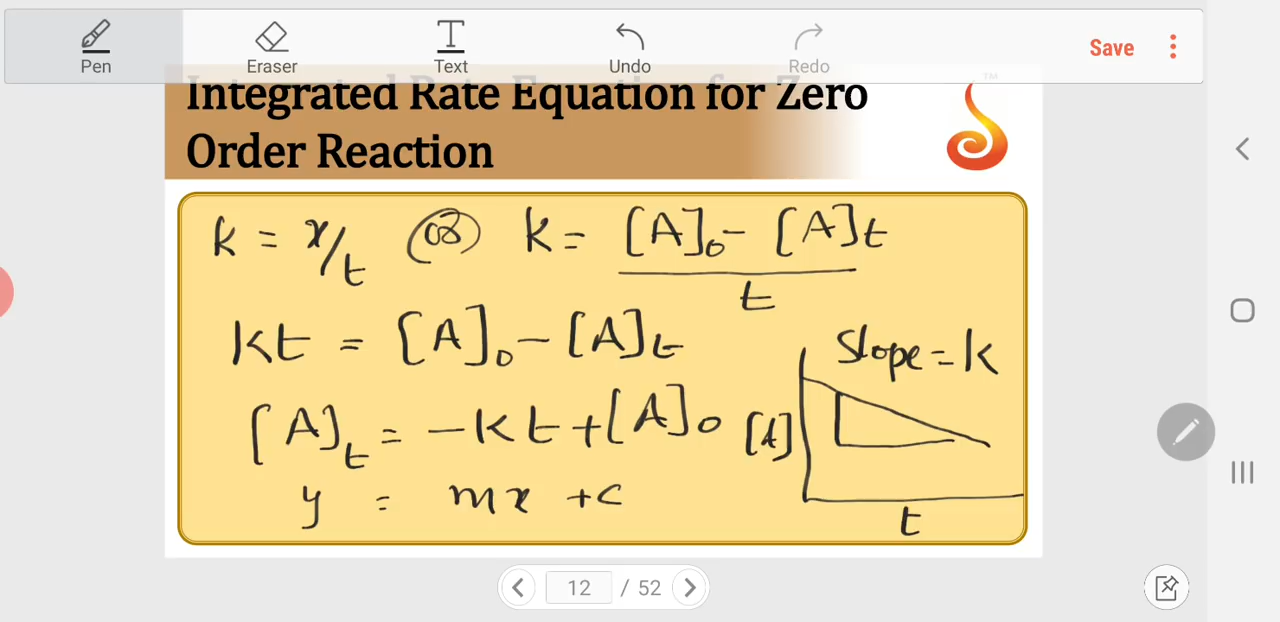 Pen
Eraser
Text
Undo
Redo
Save
Integrated Rate Equation for Zero
Order Reaction
TM
k = x/t (or) k = [A]₀ - [A]t / t
kt = [A]₀ - [A]t
[A]t = -kt + [A]₀
y = mx + c
Slope = k
[A]
t
12 / 52